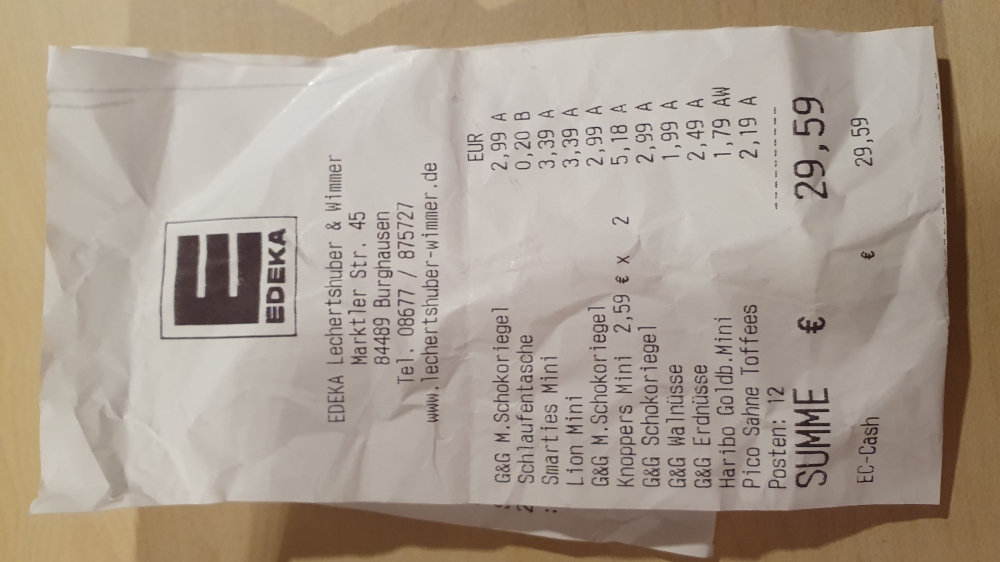 EDEKA
EDEKA Lechertshuber & Wimmer
Marktler Str. 45
84489 Burghausen
Tel. 08677 / 875727
www.lechertshuber-wimmer.de
EUR
G&G M.Schokoriegel 2,99 A
Schlaufentasche 0,20 B
Smarties Mini 3,39 A
Lion Mini 3,39 A
G&G M.Schokoriegel 2,99 A
Knoppers Mini 2,59 € x 2 5,18 A
G&G Schokoriegel 2,99 A
G&G Walnüsse 1,99 A
G&G Erdnüsse 2,49 A
Haribo Goldb.Mini 1,79 AW
Pico Sahne Toffees 2,19 A
Posten: 12
----------
SUMME € 29,59
EC-Cash € 29,59